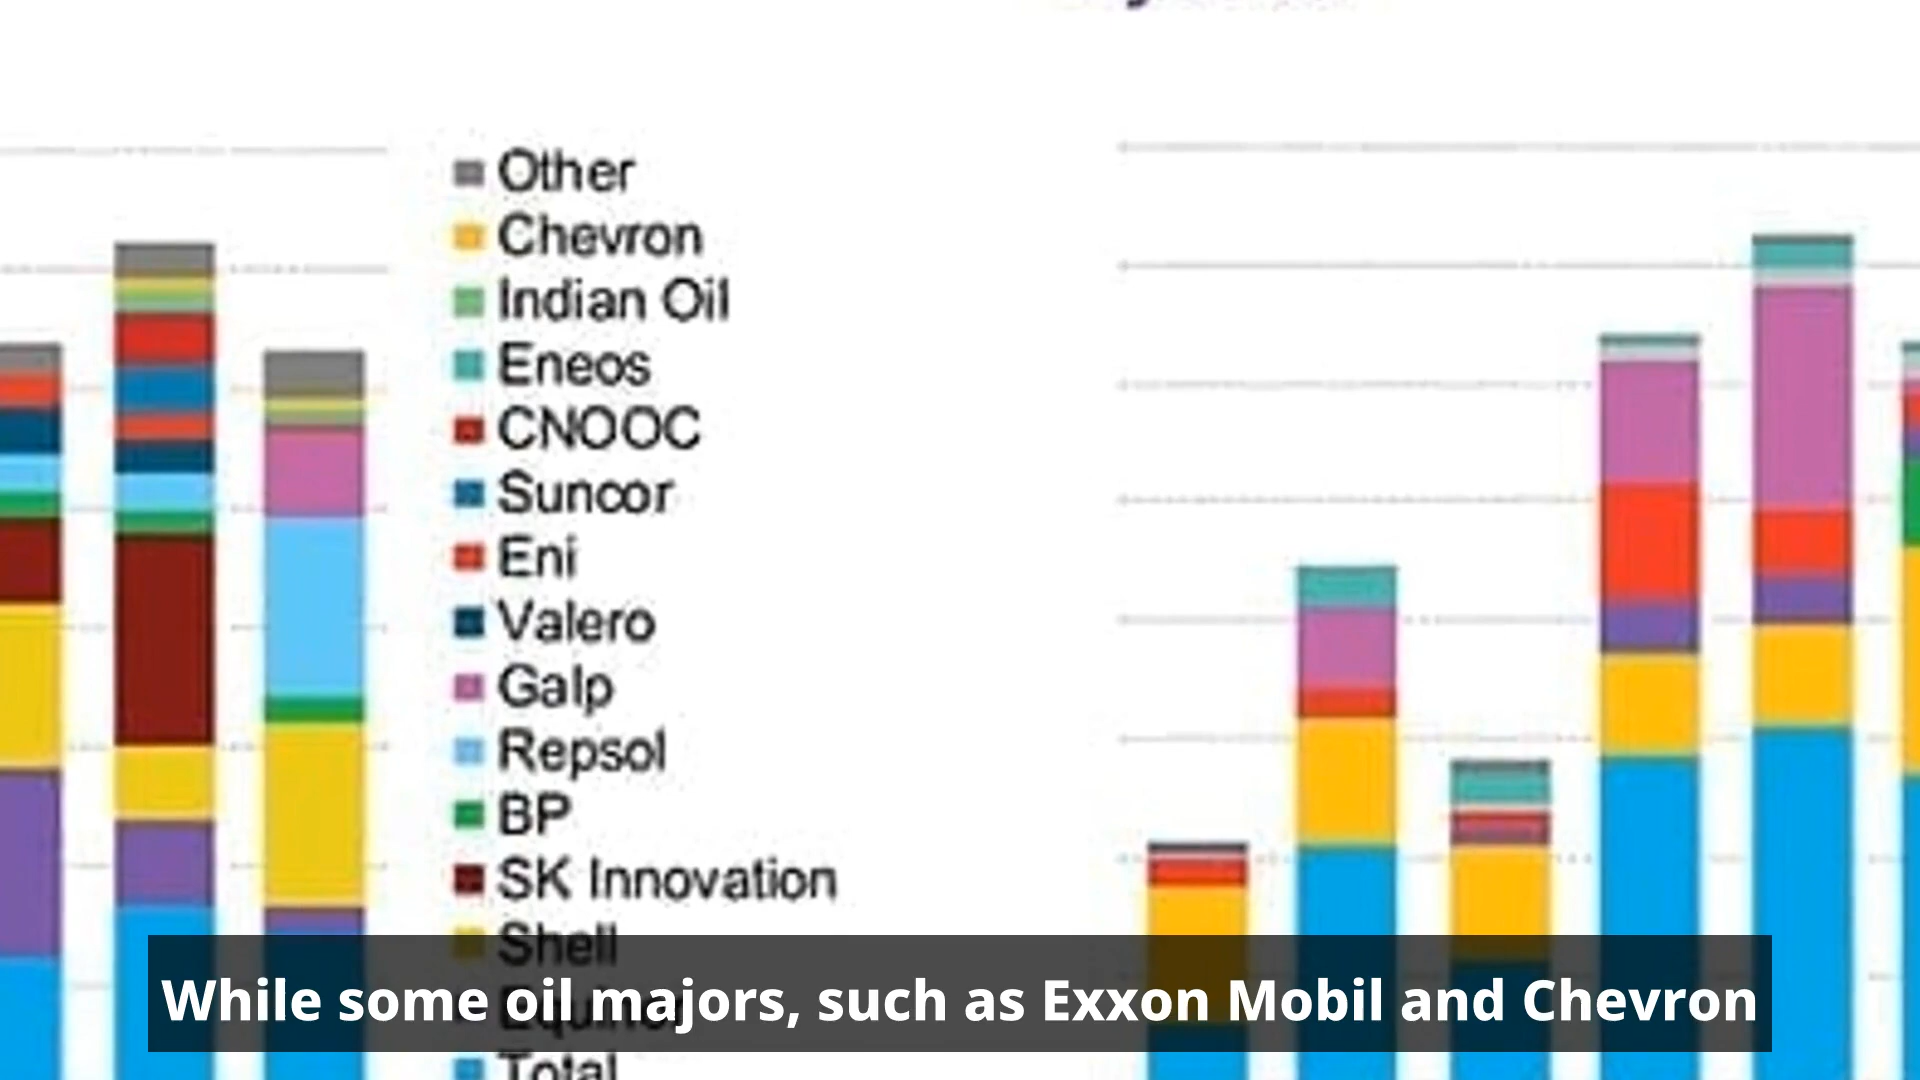 Other
Chevron
Indian Oil
Eneos
CNOOC
Suncor
Eni
Valero
Galp
Repsol
BP
SK Innovation
Shell
Equinor
Total
While some oil majors, such as Exxon Mobil and Chevron